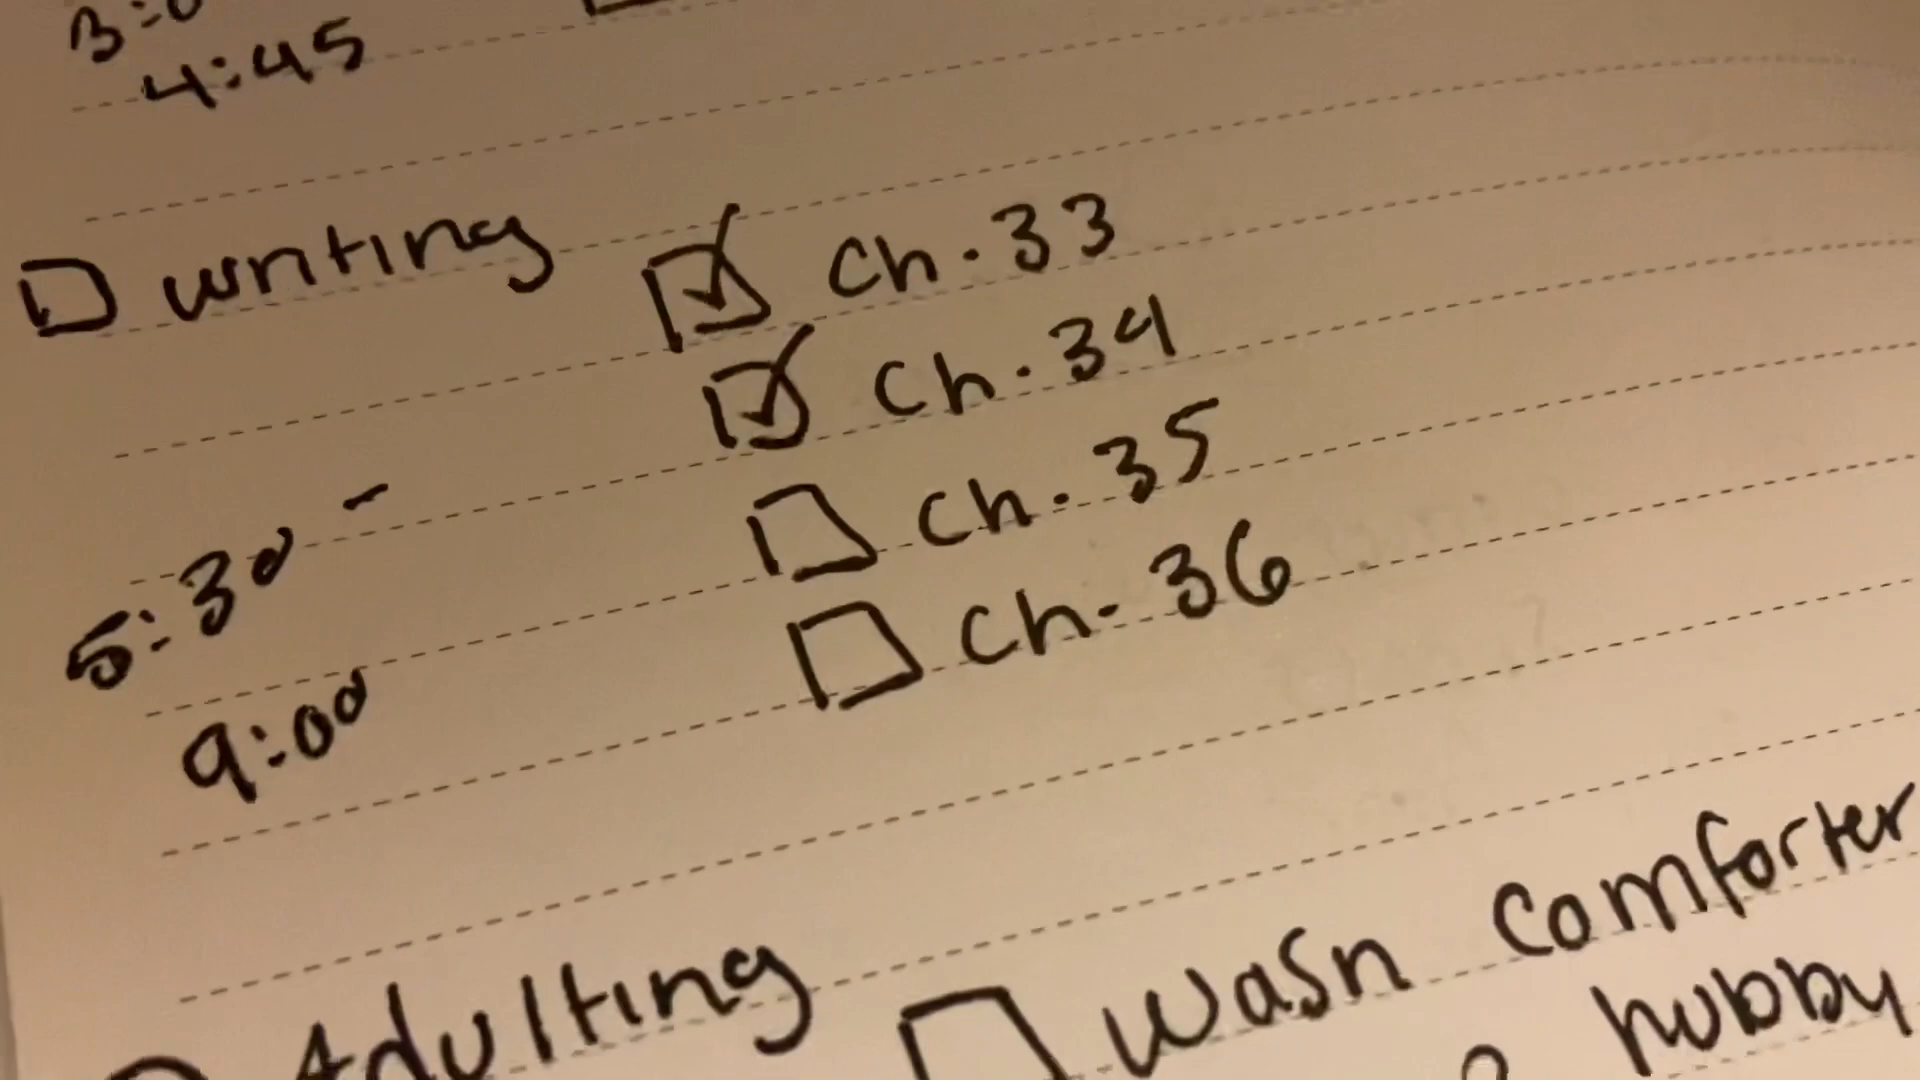 4:45
writing
Ch. 33
Ch. 34
Ch. 35
Ch. 36
5:30 -
9:00
Adulting
Wash comforter
hubby